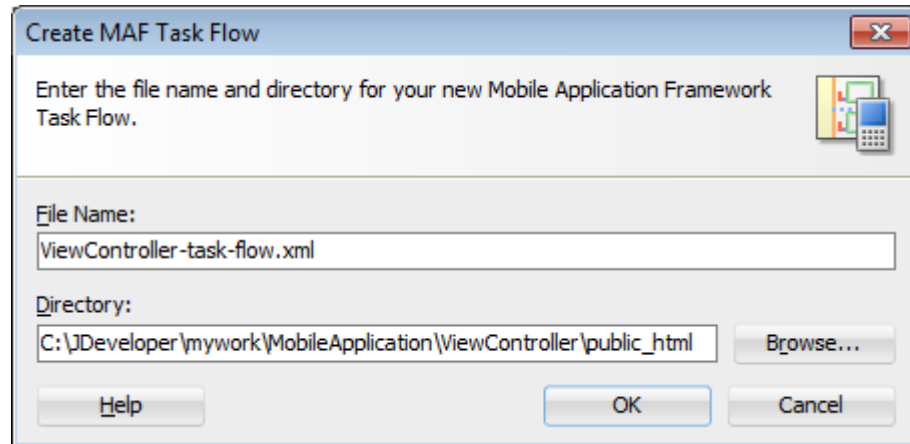 Create MAF Task Flow
Enter the file name and directory for your new Mobile Application Framework
Task Flow.
File Name:
ViewController-task-flow.xml
Directory:
C:\JDeveloper\mywork\MobileApplication\ViewController\public_html
Browse...
Help
OK
Cancel